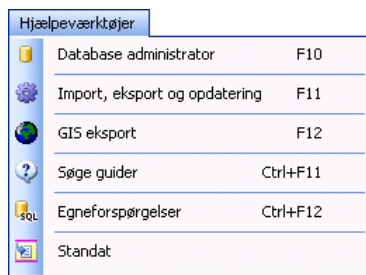 Hjælpeværktøjer
Database administrator F10
Import, eksport og opdatering F11
GIS eksport F12
Søge guider Ctrl+F11
SQL Egneforspørgelser Ctrl+F12
Standat